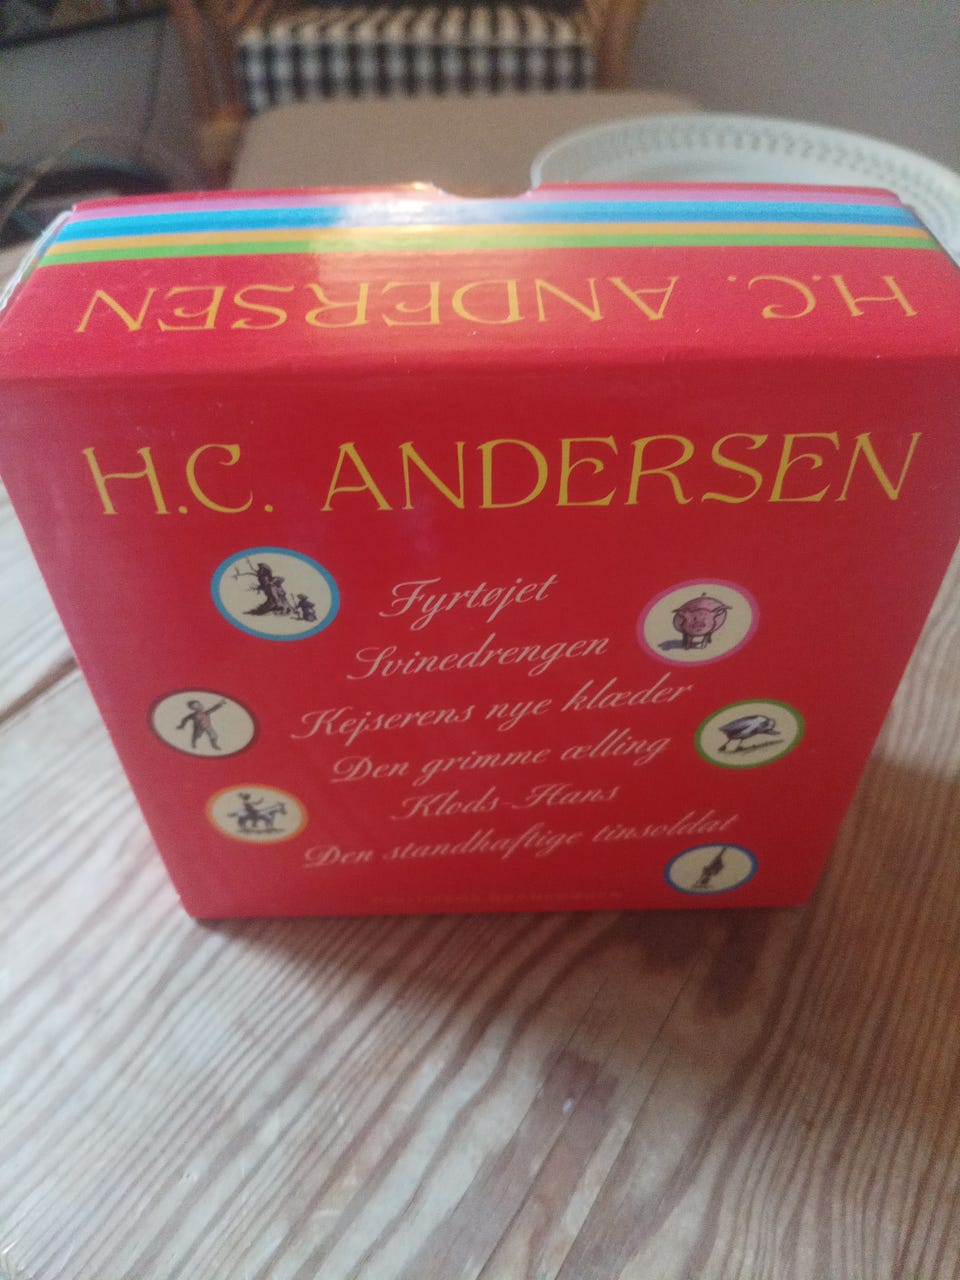 H.C. ANDERSEN
H.C. ANDERSEN
Fyrtøjet
Svinedrengen
Kejserens nye klæder
Den grimme ælling
Klods-Hans
Den standhaftige tinsoldat